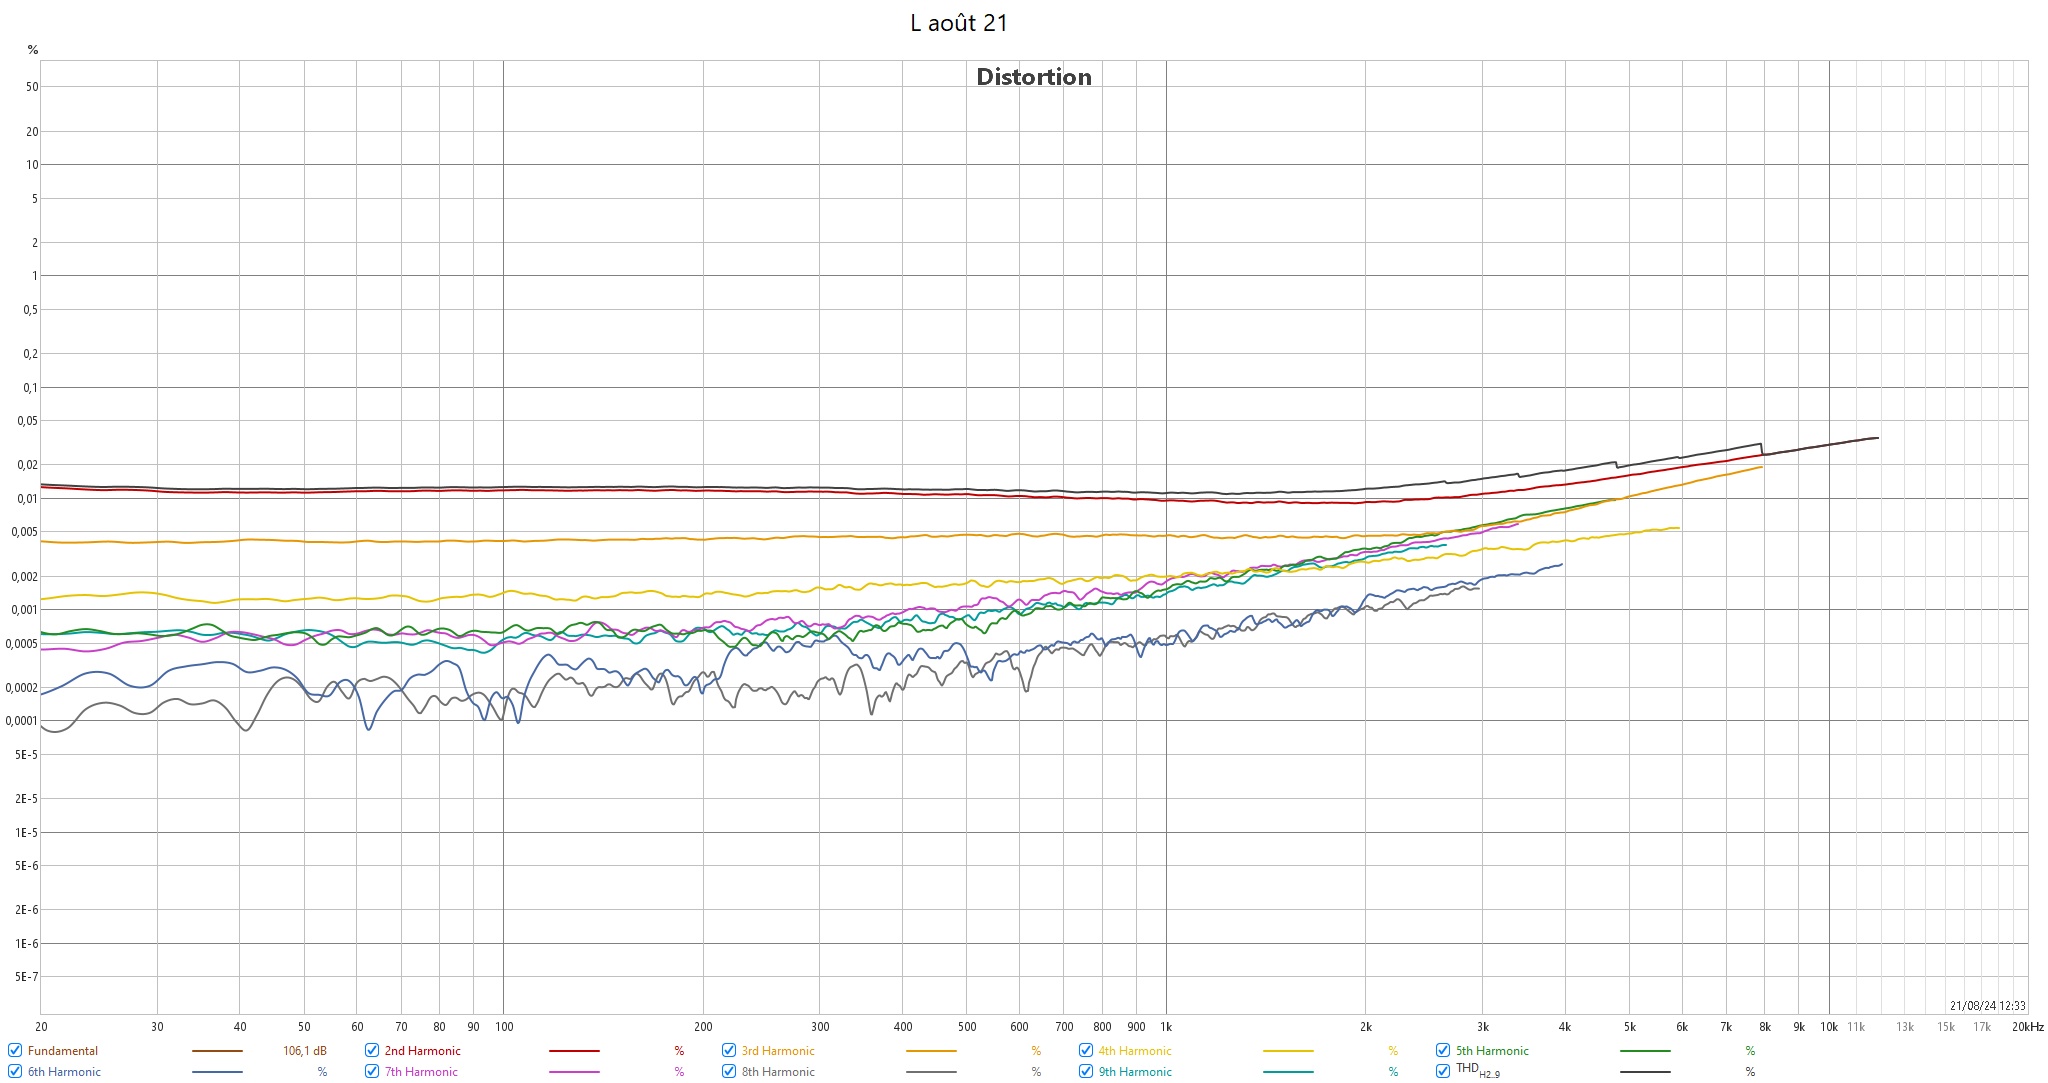 L août 21
%
Distortion
50
20
10
5
2
1
0,5
0,2
0,1
0,05
0,02
0,01
0,005
0,002
0,001
0,0005
0,0002
0,0001
5E-5
2E-5
1E-5
5E-6
2E-6
1E-6
5E-7
21/08/24 12:33
20 30 40 50 60 70 80 90 100 200 300 400 500 600 700 800 900 1k 2k 3k 4k 5k 6k 7k 8k 9k 10k 11k 13k 15k 17k 20kHz
Fundamental 106,1 dB 2nd Harmonic % 3rd Harmonic % 4th Harmonic % 5th Harmonic %
6th Harmonic % 7th Harmonic % 8th Harmonic % 9th Harmonic % THD H2..9 %